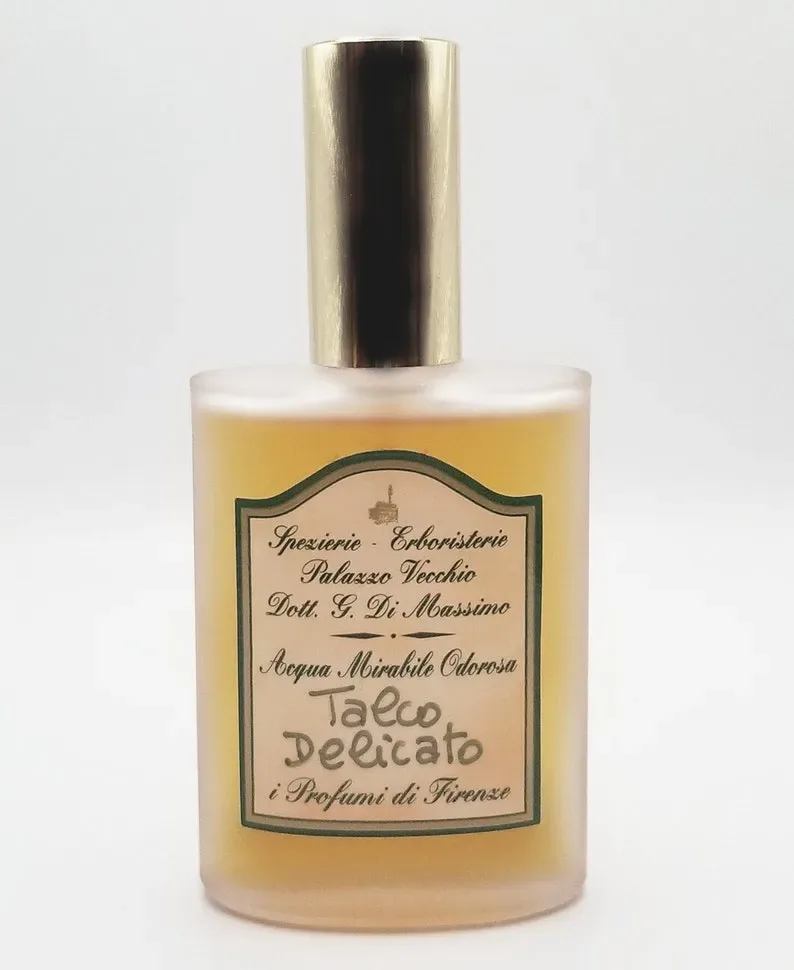 Spezierie - Erboristerie
Palazzo Vecchio
Dott. G. Di Massimo
Acqua Mirabile Odorosa
Talco
Delicato
i Profumi di Firenze